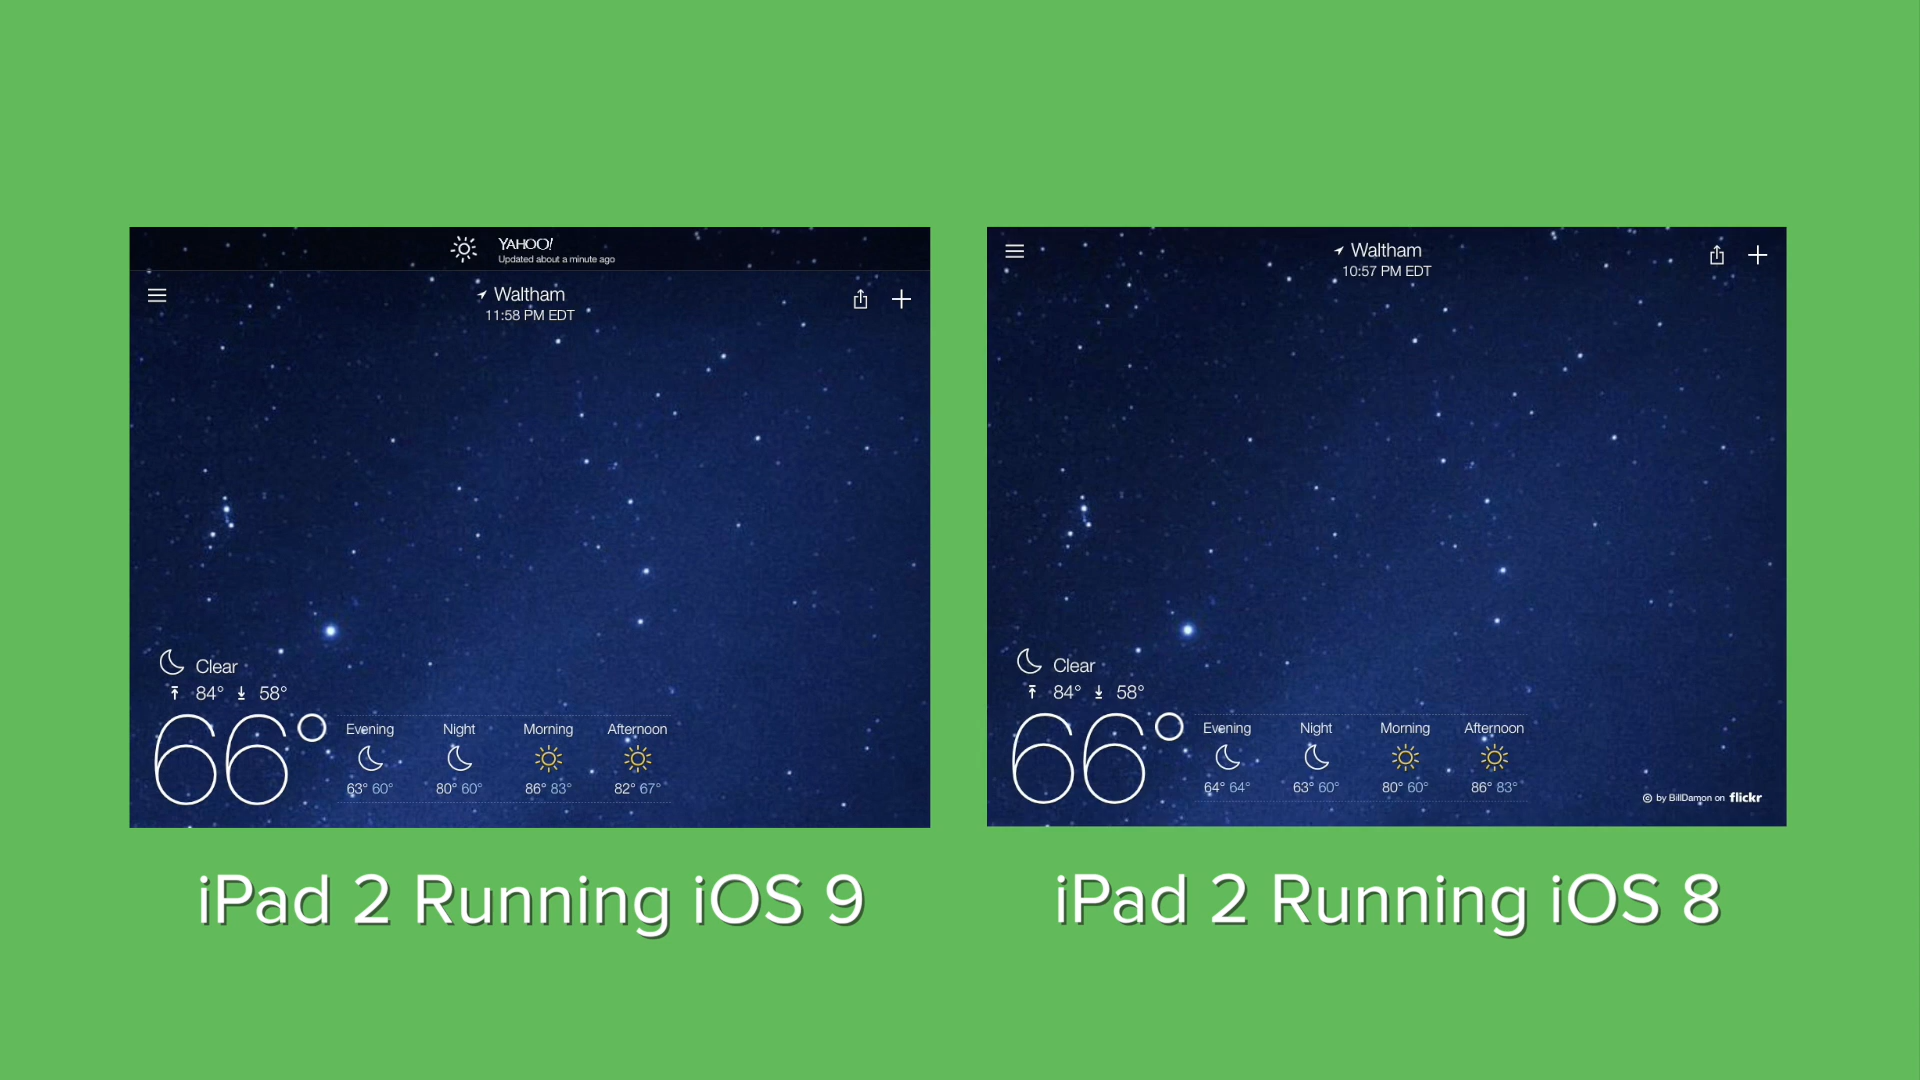 YAHOO!
Updated about a minute ago
Waltham
11:58 PM EDT
Clear
84° 58°
66°
Evening Night Morning Afternoon
63° 60° 80° 60° 86° 83° 82° 67°
iPad 2 Running iOS 9
Waltham
10:57 PM EDT
Clear
84° 58°
66°
Evening Night Morning Afternoon
64° 64° 63° 60° 80° 60° 86° 83°
© by BillDamon on flickr
iPad 2 Running iOS 8